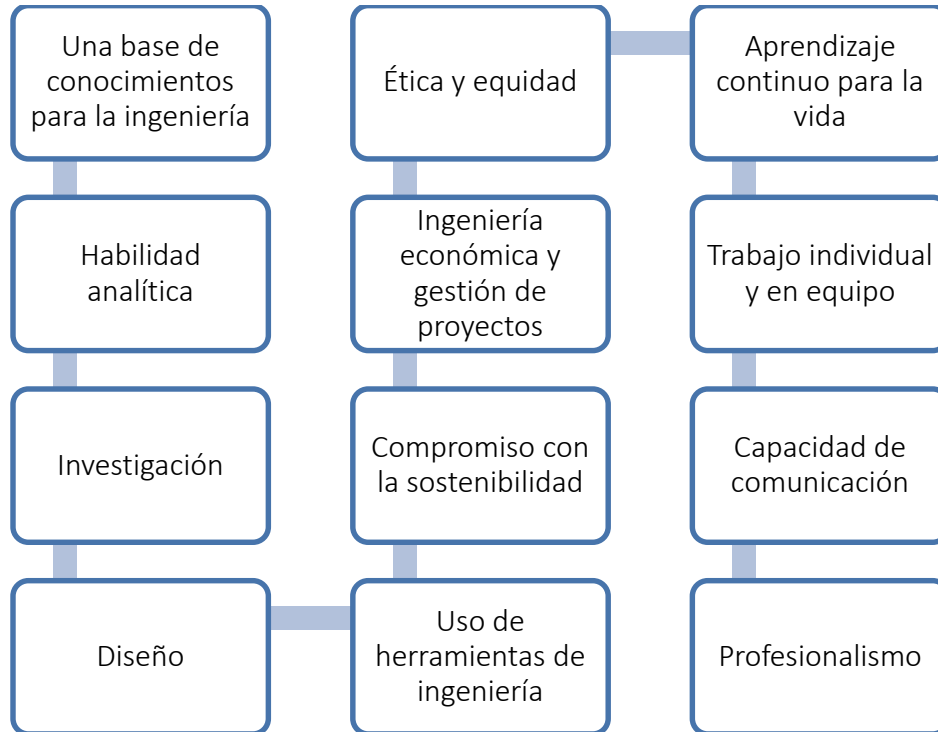 Una base de
conocimientos
para la ingeniería
Habilidad
analítica
Investigación
Diseño
Uso de
herramientas de
ingeniería
Compromiso con
la sostenibilidad
Ingeniería
económica y
gestión de
proyectos
Ética y equidad
Aprendizaje
continuo para la
vida
Trabajo individual
y en equipo
Capacidad de
comunicación
Profesionalismo